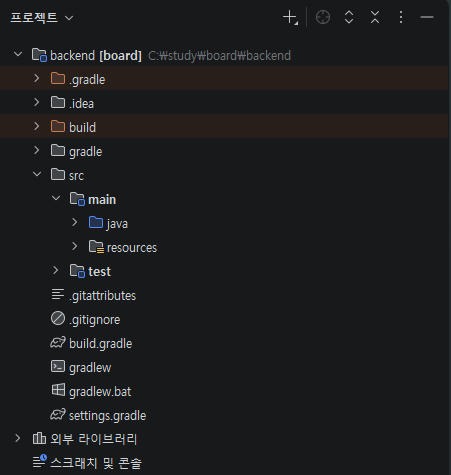 프로젝트
backend [board] C:₩study₩board₩backend
.gradle
.idea
build
gradle
src
main
java
resources
test
.gitattributes
.gitignore
build.gradle
gradlew
gradlew.bat
settings.gradle
외부 라이브러리
스크래치 및 콘솔